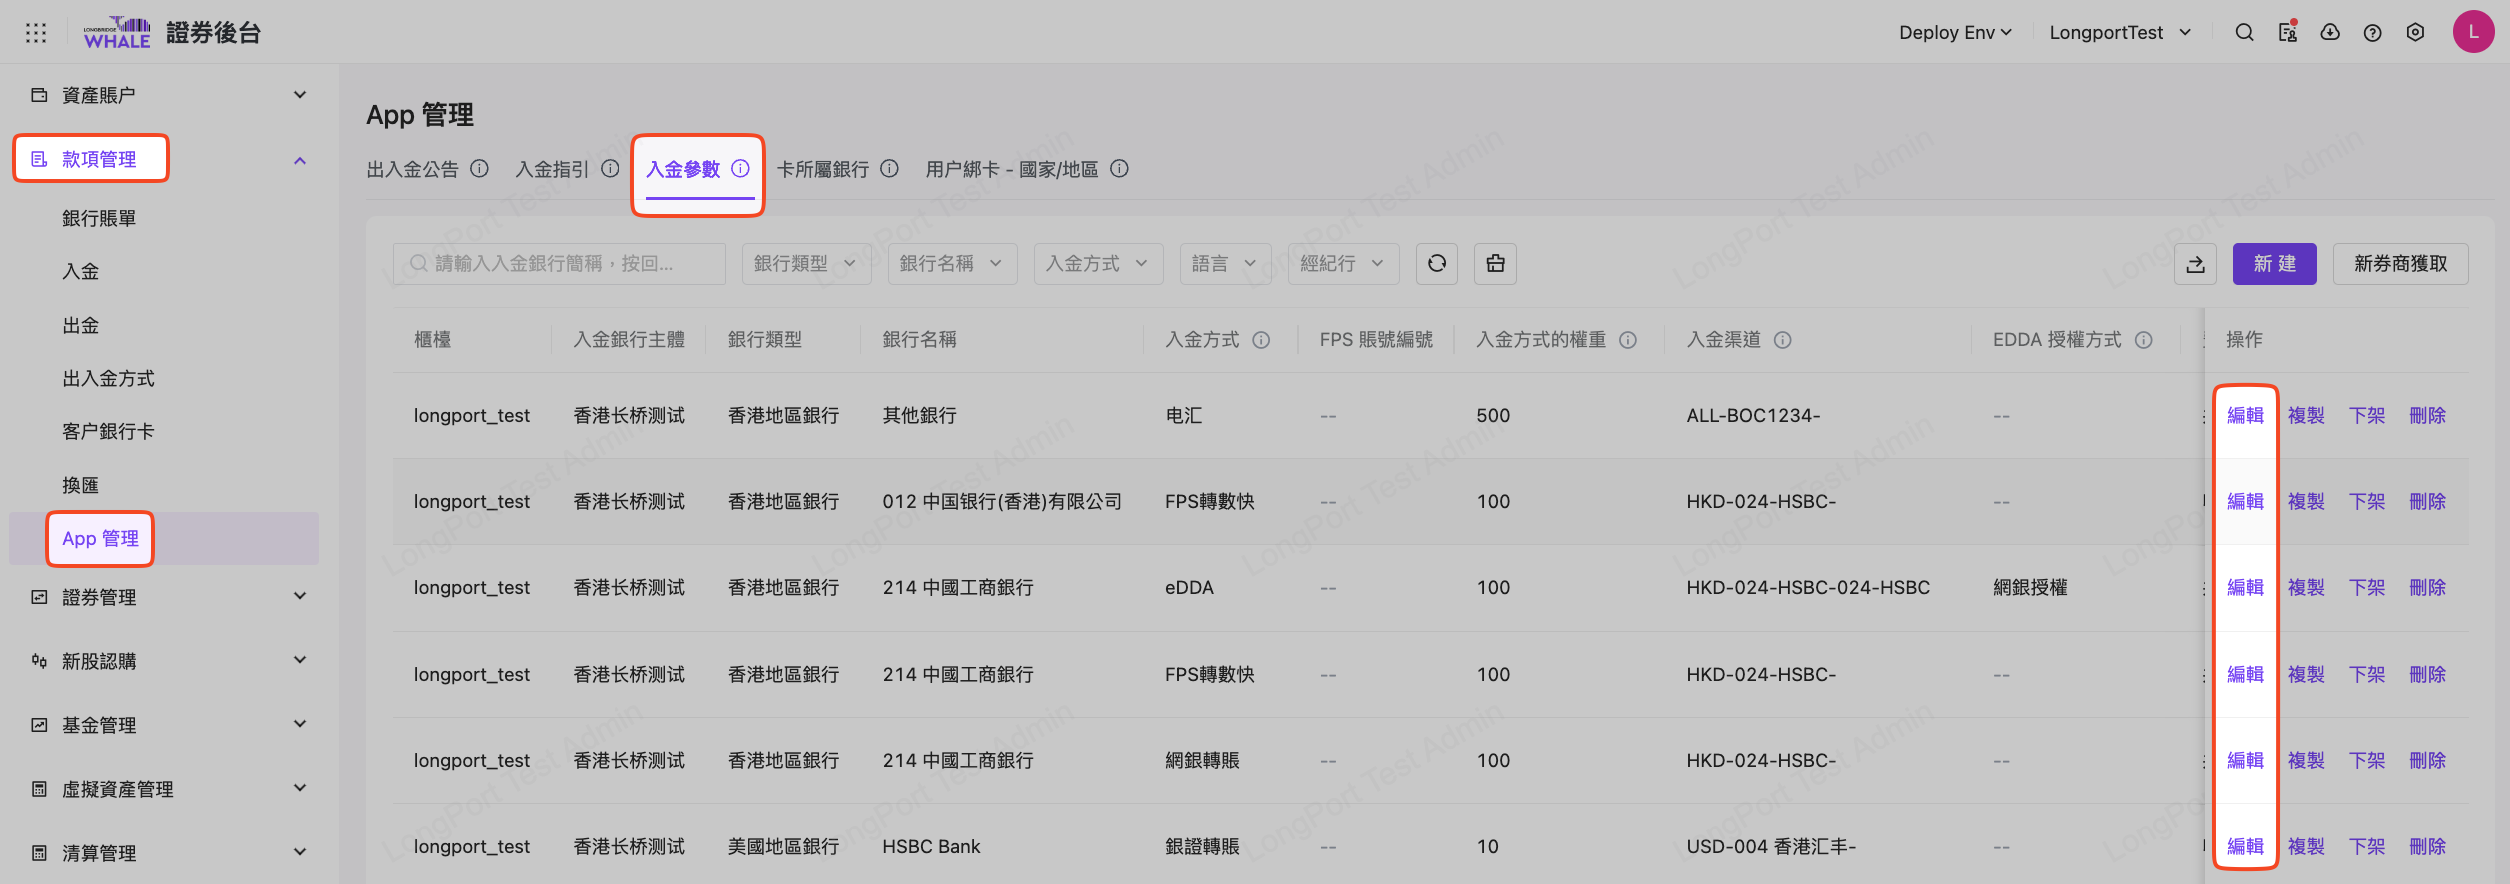 LONGBRIDGE
WHALE
證券後台
Deploy Env
LongportTest
L
資產賬户
款項管理
銀行賬單
入金
出金
出入金方式
客户銀行卡
換匯
App 管理
證券管理
新股認購
基金管理
虛擬資產管理
清算管理
App 管理
出入金公告 入金指引 入金參數 卡所屬銀行 用户綁卡 - 國家/地區
請輸入入金銀行簡稱，按回... 銀行類型 銀行名稱 入金方式 語言 經紀行 新 建 新券商獲取
櫃檯 入金銀行主體 銀行類型 銀行名稱 入金方式 FPS 賬號編號 入金方式的權重 入金渠道 EDDA 授權方式 操作
longport_test 香港长桥测试 香港地區銀行 其他銀行 电汇 -- 500 ALL-BOC1234- -- 編輯 複製 下架 刪除
longport_test 香港长桥测试 香港地區銀行 012 中国银行(香港)有限公司 FPS轉數快 -- 100 HKD-024-HSBC- -- 編輯 複製 下架 刪除
longport_test 香港长桥测试 香港地區銀行 214 中國工商銀行 eDDA -- 100 HKD-024-HSBC-024-HSBC 網銀授權 編輯 複製 下架 刪除
longport_test 香港长桥测试 香港地區銀行 214 中國工商銀行 FPS轉數快 -- 100 HKD-024-HSBC- -- 編輯 複製 下架 刪除
longport_test 香港长桥测试 香港地區銀行 214 中國工商銀行 網銀轉賬 -- 100 HKD-024-HSBC- -- 編輯 複製 下架 刪除
longport_test 香港长桥测试 美國地區銀行 HSBC Bank 銀證轉賬 -- 10 USD-004 香港汇丰- -- 編輯 複製 下架 刪除
LongPort Test Admin